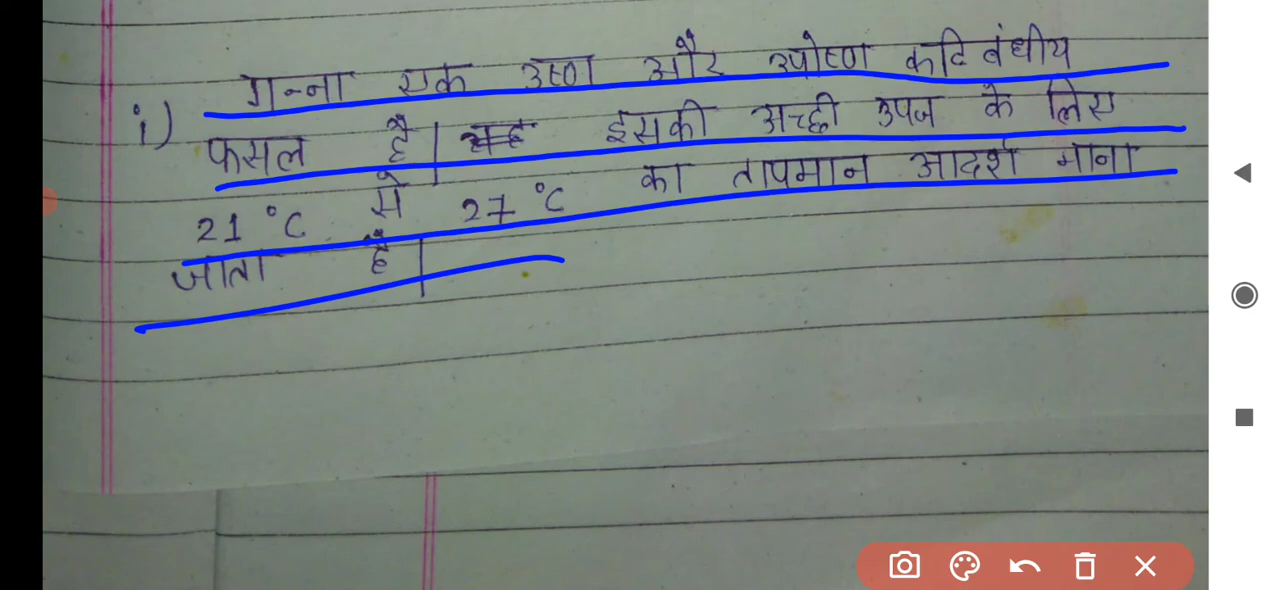 गन्ना एक उष्ण और उपोष्ण कटि बंधीय
i) फसल है। इसकी अच्छी उपज के लिए
21 °C से 27 °C का तापमान आदर्श माना
जाता है।